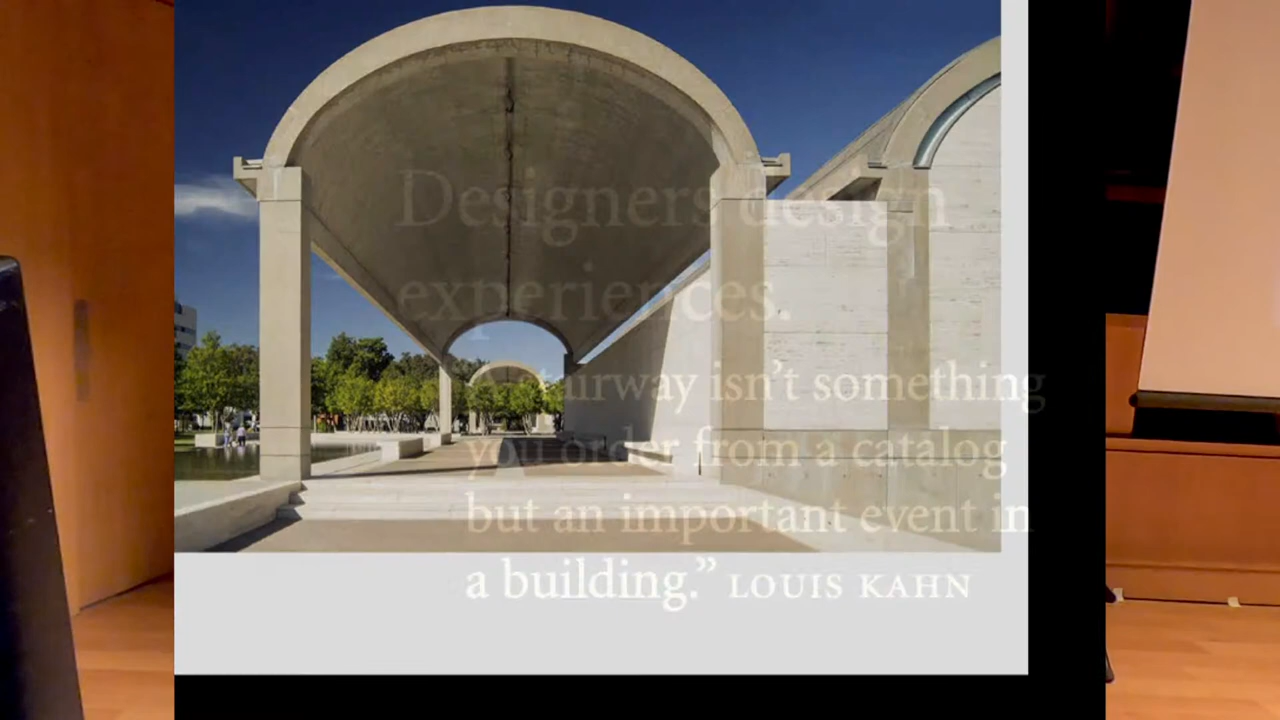 Designers design
experiences.
“A stairway isn’t something
you order from a catalog
but an important event in
a building.” LOUIS KAHN